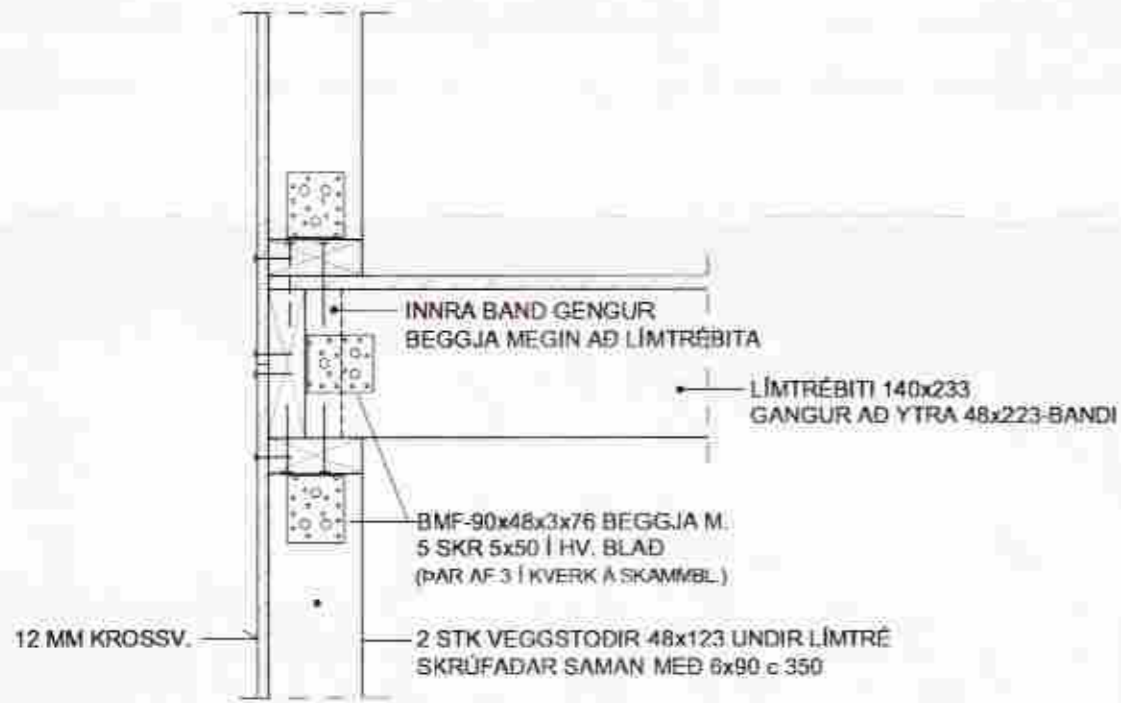 INNRA BAND GENGUR
BEGGJA MEGIN AÐ LÍMTRÉBITA
LÍMTRÉBITI 140x233
GANGUR AÐ YTRA 48x223-BANDI
BMF-90x48x3x76 BEGGJA M.
5 SKR 5x50 Í HV. BLAÐ
(ÞAR AF 3 Í KVERK Á SKAMMBL.)
12 MM KROSSV.
2 STK VEGGSTOÐIR 48x123 UNDIR LÍMTRÉ
SKRÚFAÐAR SAMAN MEÐ 6x90 c 350